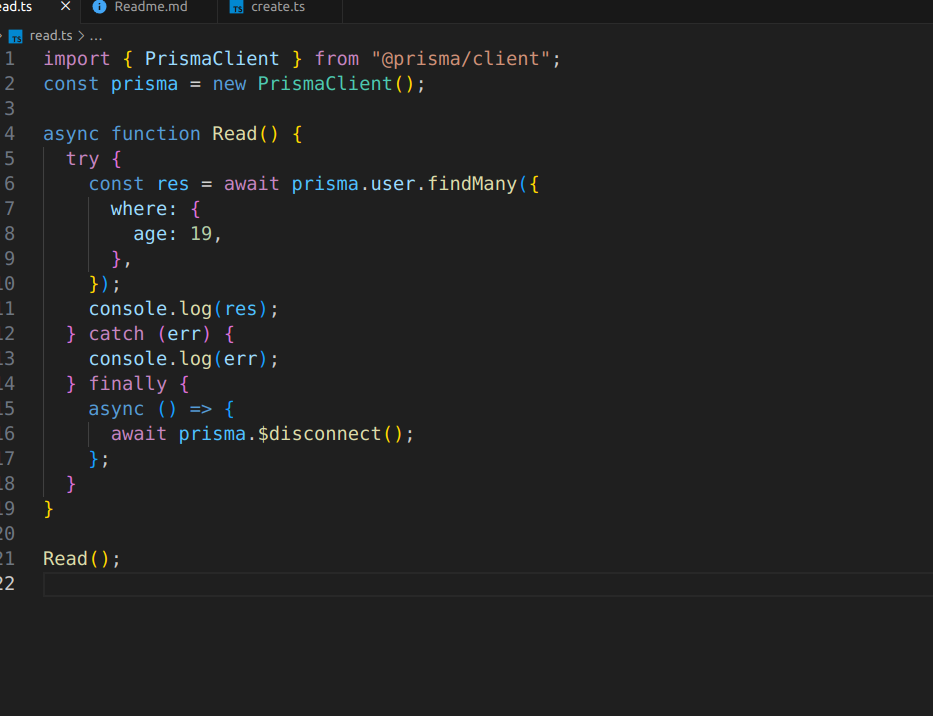 ad.ts × Readme.md TS create.ts
TS read.ts > ...
1 import { PrismaClient } from "@prisma/client";
2 const prisma = new PrismaClient();
3
4 async function Read() {
5   try {
6     const res = await prisma.user.findMany({
7       where: {
8         age: 19,
9       },
10     });
11     console.log(res);
12   } catch (err) {
13     console.log(err);
14   } finally {
15     async () => {
16       await prisma.$disconnect();
17     };
18   }
19 }
20
21 Read();
22